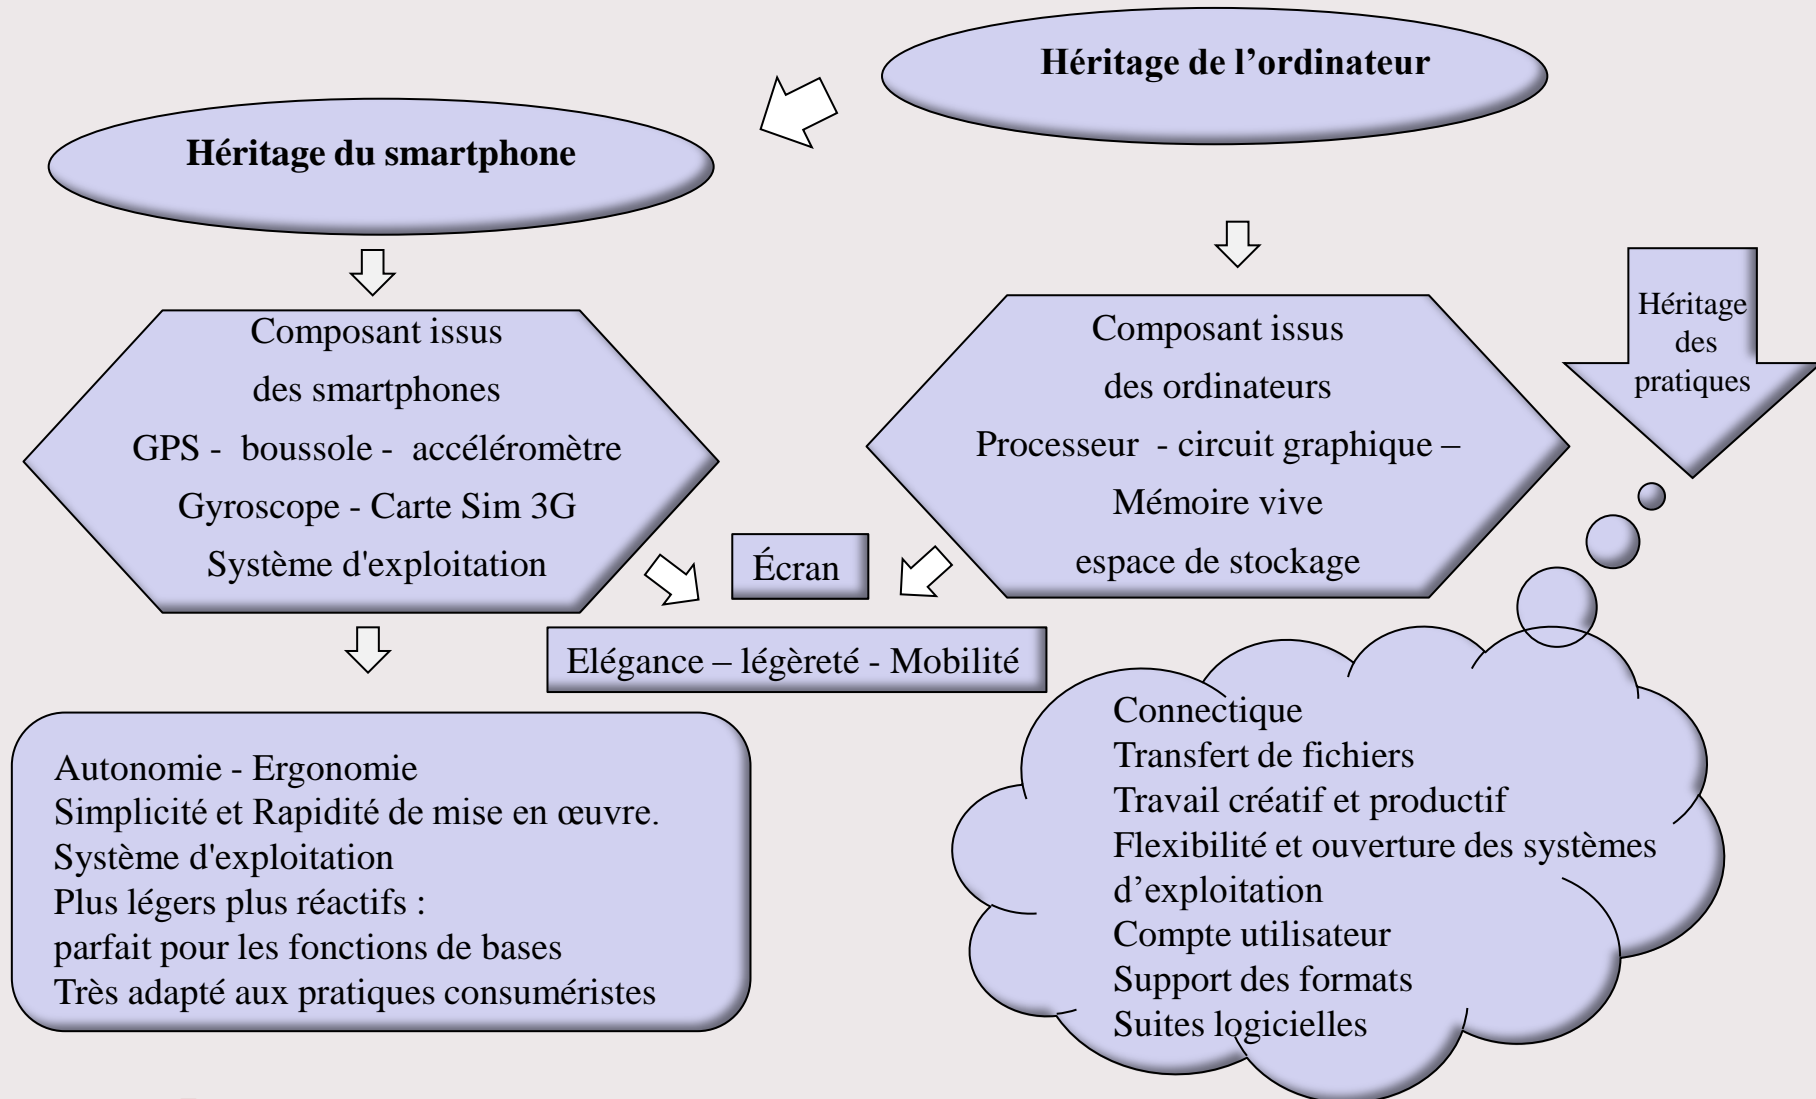 Héritage de l’ordinateur
Héritage du smartphone
Composant issus
des smartphones
GPS - boussole - accéléromètre
Gyroscope - Carte Sim 3G
Système d'exploitation
Composant issus
des ordinateurs
Processeur - circuit graphique –
Mémoire vive
espace de stockage
Héritage
des
pratiques
Écran
Elégance – légèreté - Mobilité
Autonomie - Ergonomie
Simplicité et Rapidité de mise en œuvre.
Système d'exploitation
Plus légers plus réactifs :
parfait pour les fonctions de bases
Très adapté aux pratiques consuméristes
Connectique
Transfert de fichiers
Travail créatif et productif
Flexibilité et ouverture des systèmes
d’exploitation
Compte utilisateur
Support des formats
Suites logicielles